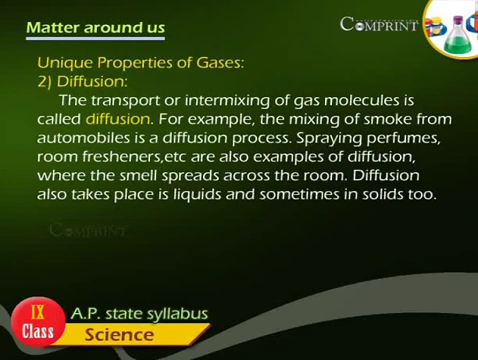 Matter around us
COMPRINT
Unique Properties of Gases:
2) Diffusion:
The transport or intermixing of gas molecules is
called diffusion. For example, the mixing of smoke from
automobiles is a diffusion process. Spraying perfumes,
room fresheners,etc are also examples of diffusion,
where the smell spreads across the room. Diffusion
also takes place is liquids and sometimes in solids too.
COMPRINT
IX
Class
A.P. state syllabus
Science